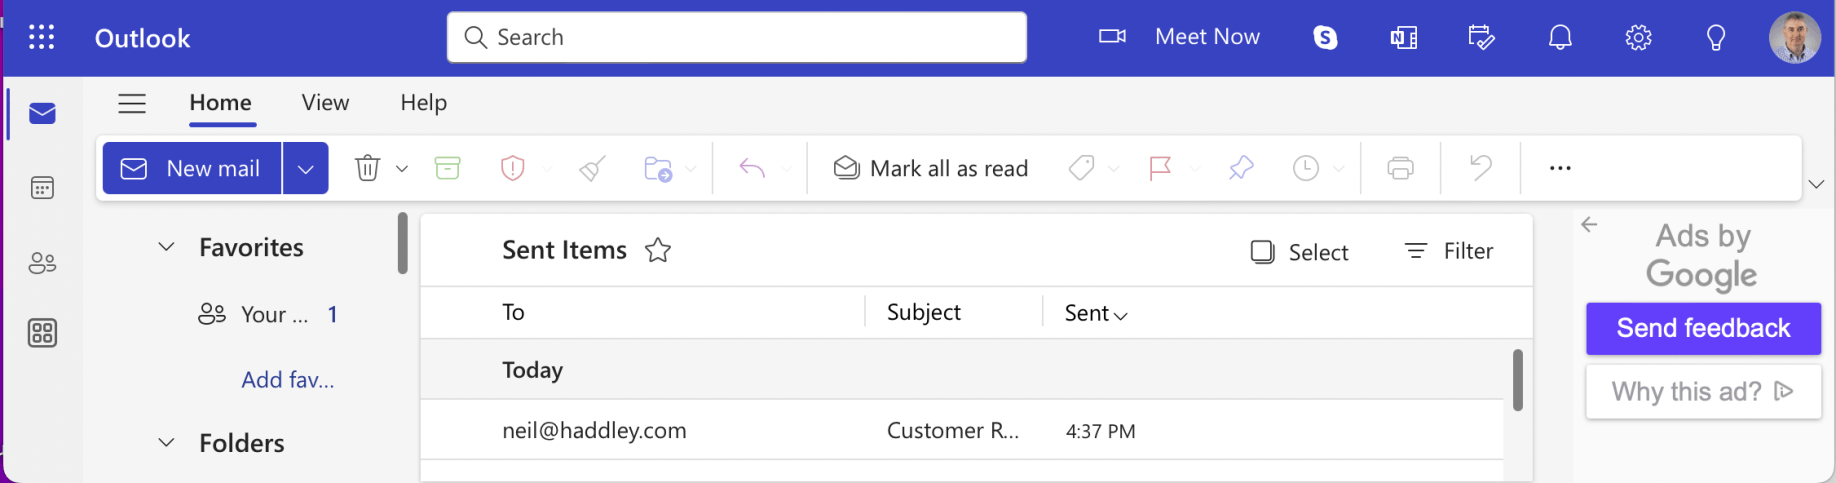 Outlook
Search
Meet Now
Home View Help
New mail
Mark all as read
Favorites
Your ... 1
Add fav...
Folders
Sent Items
Select
Filter
To Subject Sent
Today
neil@haddley.com Customer R... 4:37 PM
Ads by
Google
Send feedback
Why this ad?